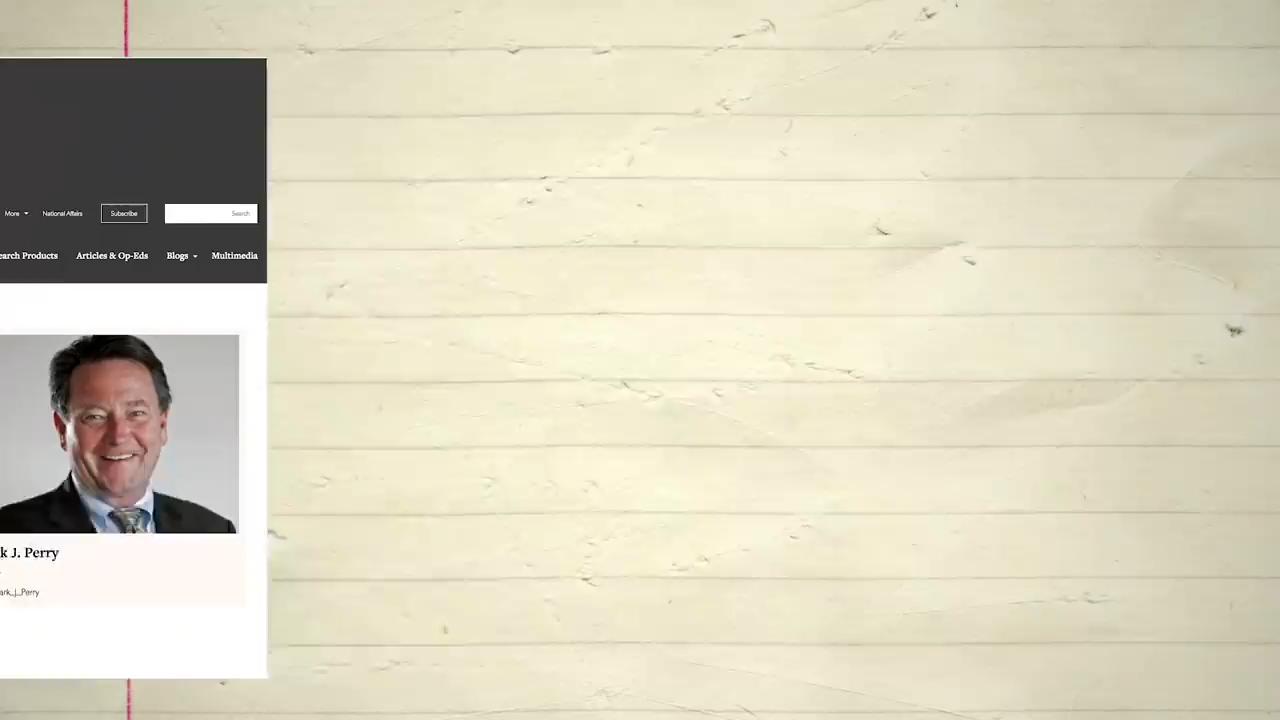 More
National Affairs
Subscribe
Search
earch Products
Articles & Op-Eds
Blogs
Multimedia
k J. Perry
ark_J_Perry